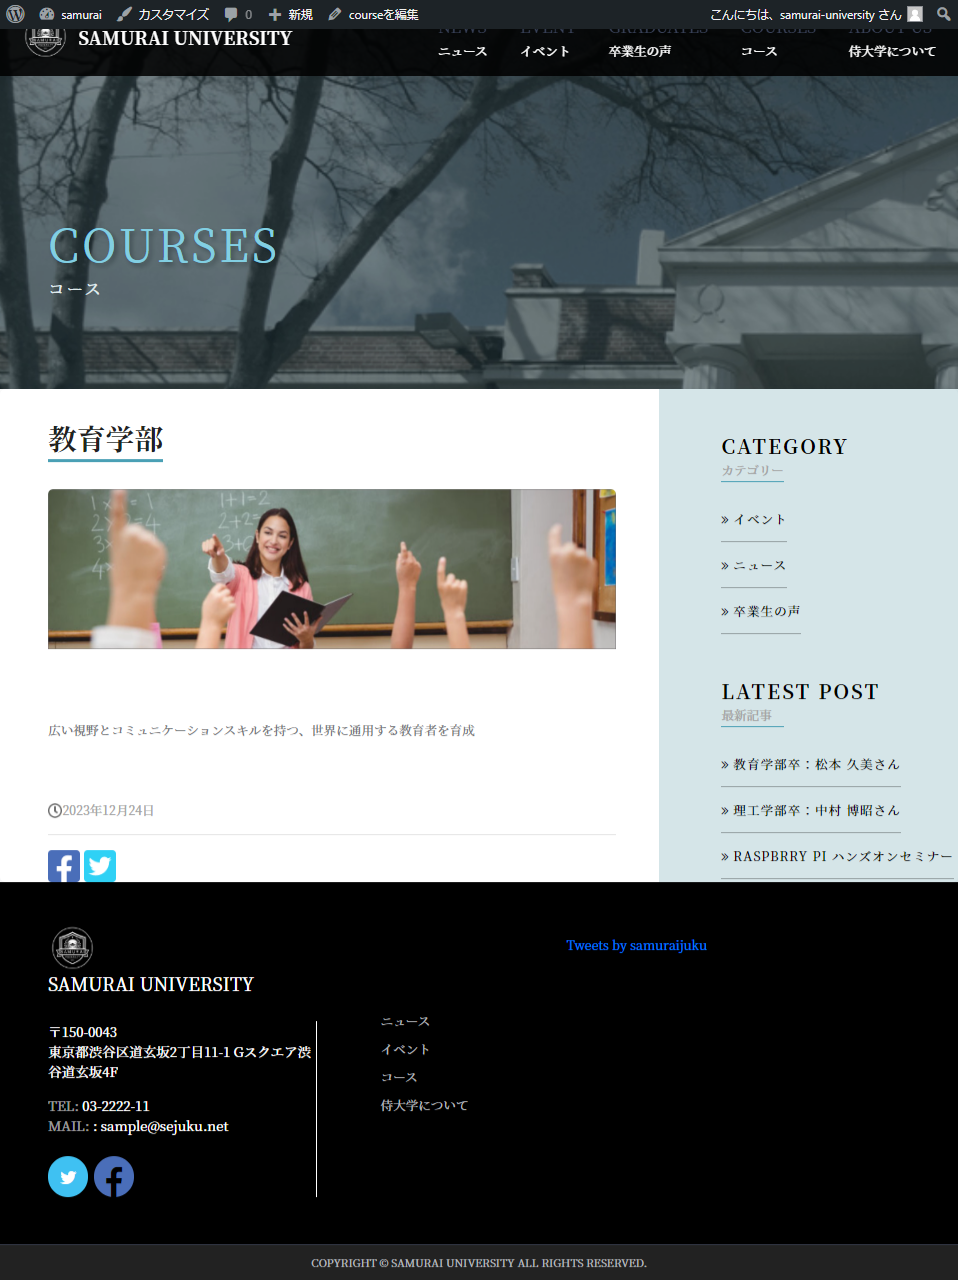 samurai カスタマイズ 0 新規 courseを編集 こんにちは、samurai-university さん
SAMURAI UNIVERSITY
NEWS EVENT GRADUATES COURSES ABOUT US
ニュース イベント 卒業生の声 コース 侍大学について
COURSES
コース
教育学部
1+1=2
2+2=
広い視野とコミュニケーションスキルを持つ、世界に通用する教育者を育成
2023年12月24日
CATEGORY
カテゴリー
» イベント
» ニュース
» 卒業生の声
LATEST POST
最新記事
» 教育学部卒：松本 久美さん
» 理工学部卒：中村 博昭さん
» RASPBRRY PI ハンズオンセミナー
SAMURAI UNIVERSITY
〒150-0043
東京都渋谷区道玄坂2丁目11-1 Gスクエア渋
谷道玄坂4F
TEL: 03-2222-11
MAIL: : sample@sejuku.net
ニュース
イベント
コース
侍大学について
Tweets by samuraijuku
COPYRIGHT © SAMURAI UNIVERSITY ALL RIGHTS RESERVED.